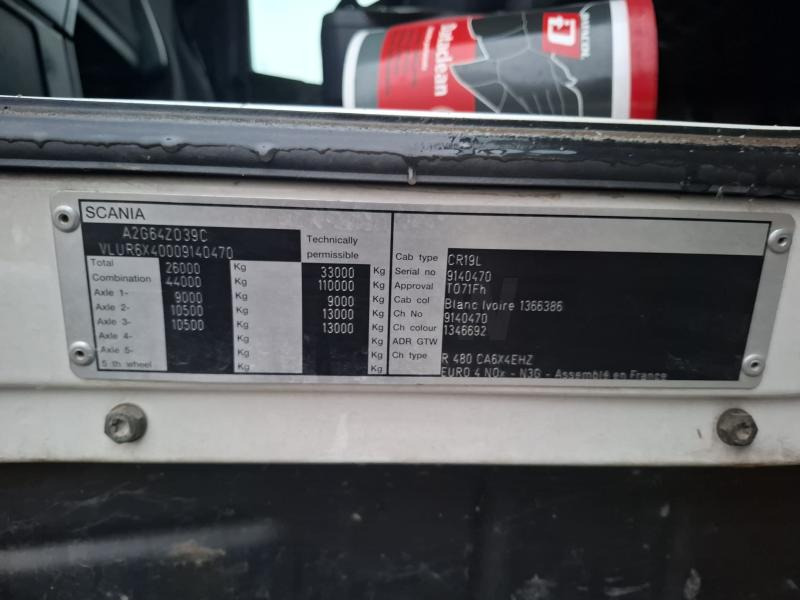 SCANIA
A2G64Z039C
VLUR6X40009140470
Technically permissible
Total 26000 Kg 33000 Kg
Combination 44000 Kg 110000 Kg
Axle 1- 9000 Kg 9000 Kg
Axle 2- 10500 Kg 13000 Kg
Axle 3- 10500 Kg 13000 Kg
Axle 4- Kg Kg
Axle 5- Kg Kg
5 th wheel Kg Kg
Cab type CR19L
Serial no 9140470
Approval T071Fh
Cab col Blanc Ivoire 1366386
Ch No 9140470
Ch colour 1346692
ADR GTW
Ch type R 480 CA6X4EHZ
EURO 4 NOx - N3G - Assemblé en France